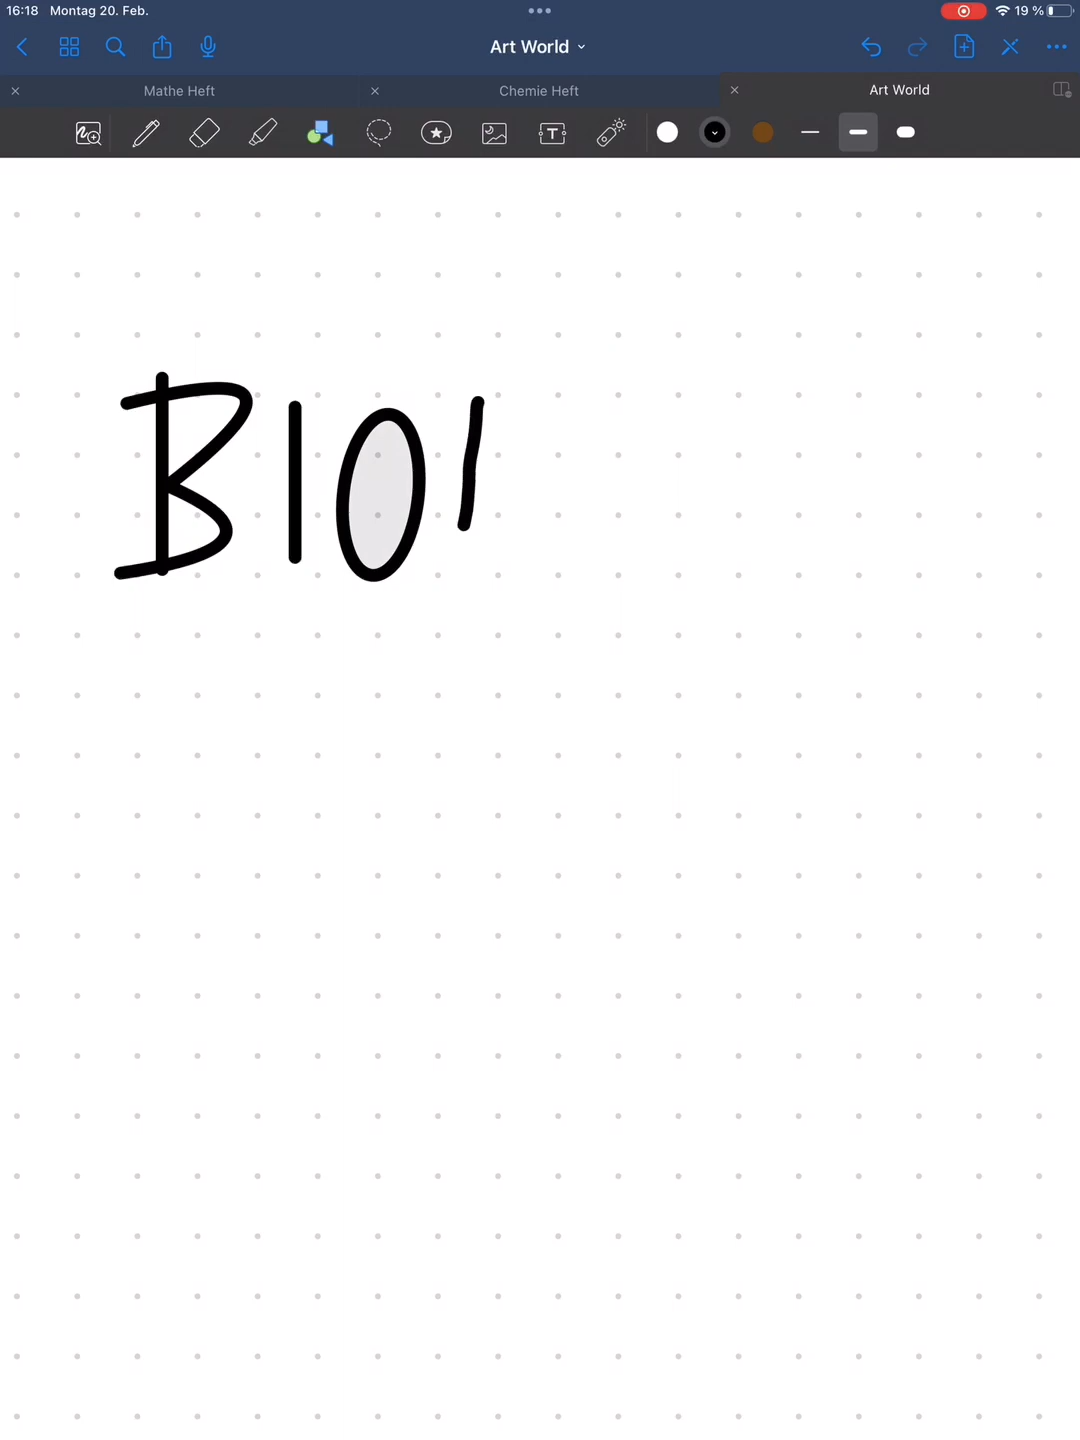 16:18 Montag 20. Feb. 19 %
Art World
Mathe Heft Chemie Heft Art World
BIO